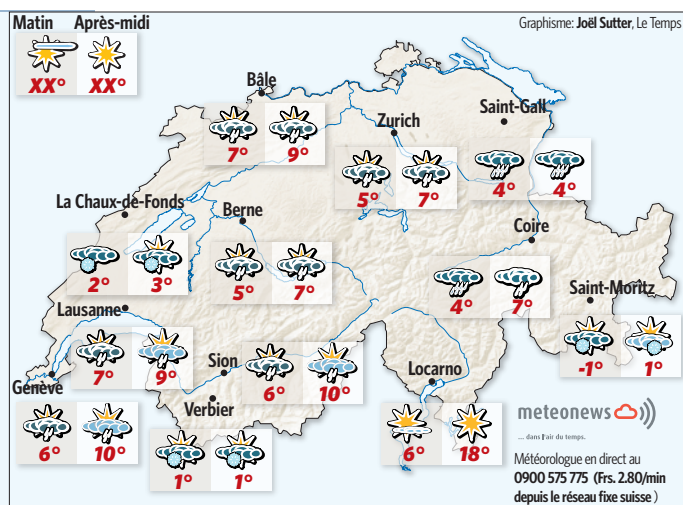 Matin Après-midi
XX° XX°
Graphisme: Joël Sutter, Le Temps
Bâle
7° 9°
Zurich
5° 7°
Saint-Gall
4° 4°
La Chaux-de-Fonds
2° 3°
Berne
5° 7°
Coire
4° 7°
Saint-Moritz
-1° 1°
Lausanne
7° 9°
Genève
6° 10°
Sion
6° 10°
Verbier
1° 1°
Locarno
6° 18°
meteonews
... dans l'air du temps.
Météorologue en direct au
0900 575 775 (Frs. 2.80/min
depuis le réseau fixe suisse )